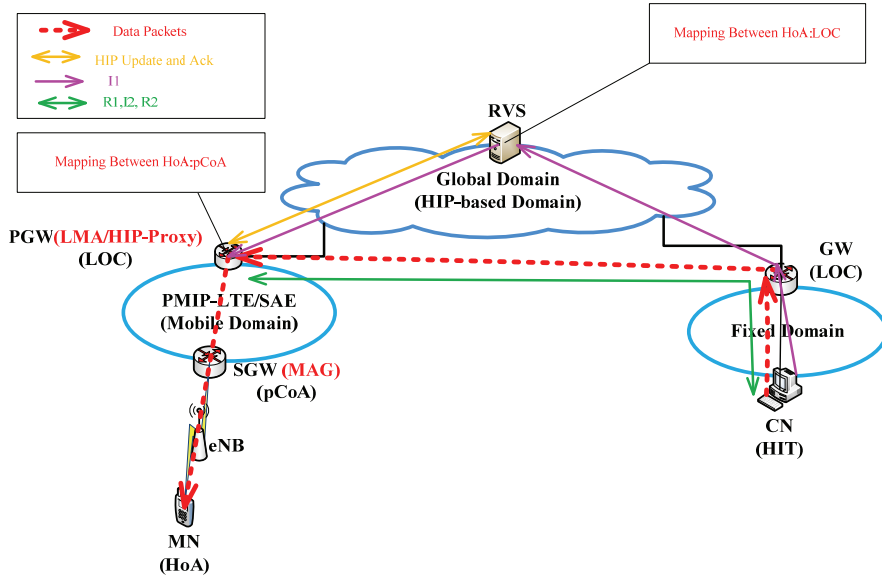 Data Packets
HIP Update and Ack
I1
R1,I2, R2
Mapping Between HoA:LOC
RVS
Mapping Between HoA:pCoA
Global Domain
(HIP-based Domain)
PGW(LMA/HIP-Proxy)
(LOC)
GW
(LOC)
PMIP-LTE/SAE
(Mobile Domain)
Fixed Domain
SGW (MAG)
(pCoA)
CN
(HIT)
eNB
MN
(HoA)